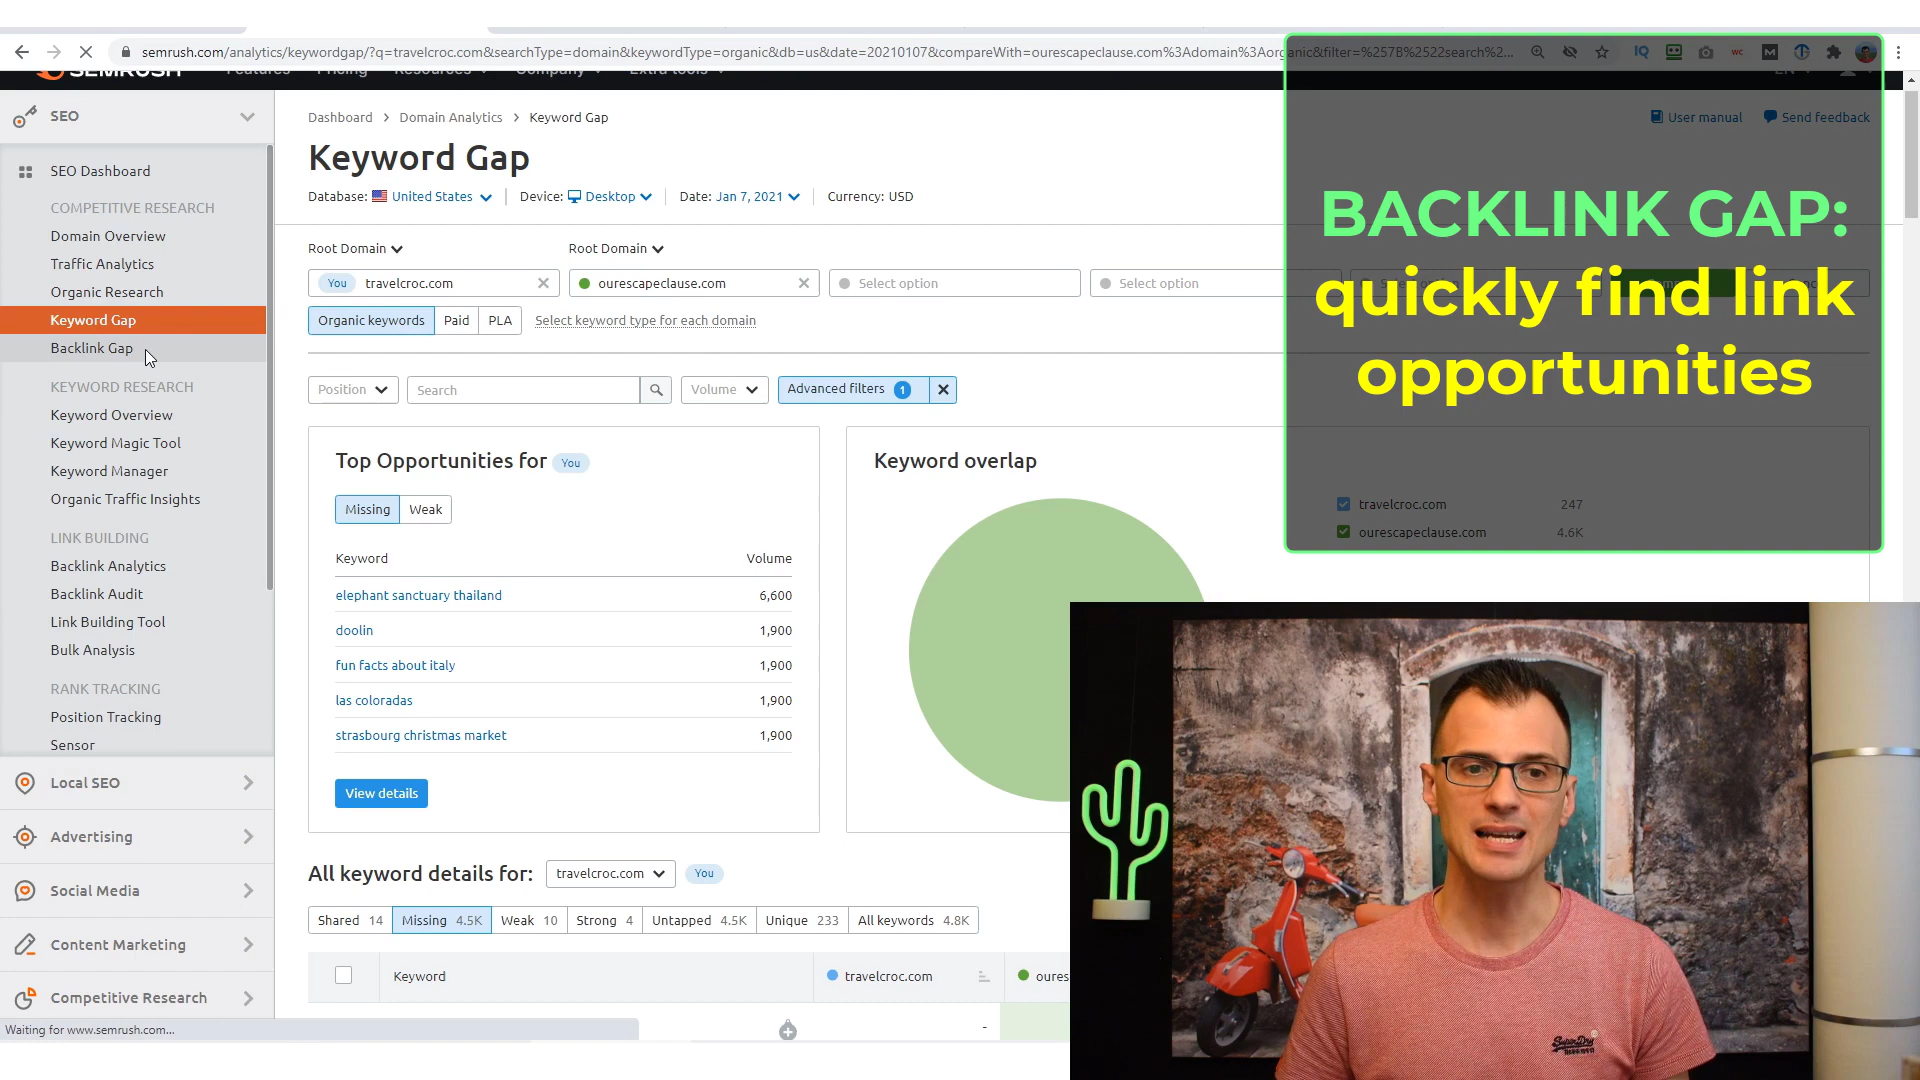 semrush.com/analytics/keywordgap/?q=travelcroc.com&searchType=domain&keywordType=organic&db=us&date=20210107&compareWith=ourescapeclause.com%3Adomain%3Aorganic&filter=%257B%2522search%2...
SEMRUSH Features Pricing Resources Company Extra tools EN
SEO
SEO Dashboard
COMPETITIVE RESEARCH
Domain Overview
Traffic Analytics
Organic Research
Keyword Gap
Backlink Gap
KEYWORD RESEARCH
Keyword Overview
Keyword Magic Tool
Keyword Manager
Organic Traffic Insights
LINK BUILDING
Backlink Analytics
Backlink Audit
Link Building Tool
Bulk Analysis
RANK TRACKING
Position Tracking
Sensor
Local SEO
Advertising
Social Media
Content Marketing
Competitive Research
Waiting for www.semrush.com...
Dashboard > Domain Analytics > Keyword Gap
User manual Send feedback
Keyword Gap
Database: United States Device: Desktop Date: Jan 7, 2021 Currency: USD
Root Domain Root Domain
You travelcroc.com ourescapeclause.com Select option Select option
Organic keywords Paid PLA Select keyword type for each domain
Position Search Volume Advanced filters 1
BACKLINK GAP:
quickly find link
opportunities
Top Opportunities for You
Missing Weak
Keyword Volume
elephant sanctuary thailand 6,600
doolin 1,900
fun facts about italy 1,900
las coloradas 1,900
strasbourg christmas market 1,900
View details
Keyword overlap
travelcroc.com 247
ourescapeclause.com 4.6K
All keyword details for: travelcroc.com You
Shared 14 Missing 4.5K Weak 10 Strong 4 Untapped 4.5K Unique 233 All keywords 4.8K
Keyword travelcroc.com oures
SuperDry